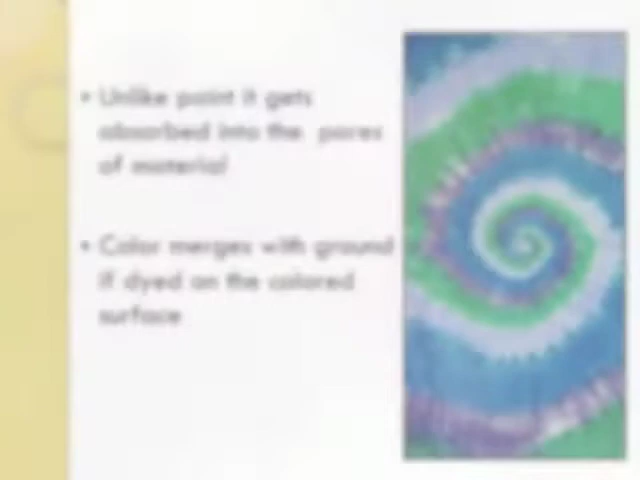 • Unlike paint it gets
absorbed into the pores
of material
• Color merges with ground
if dyed on the colored
surface